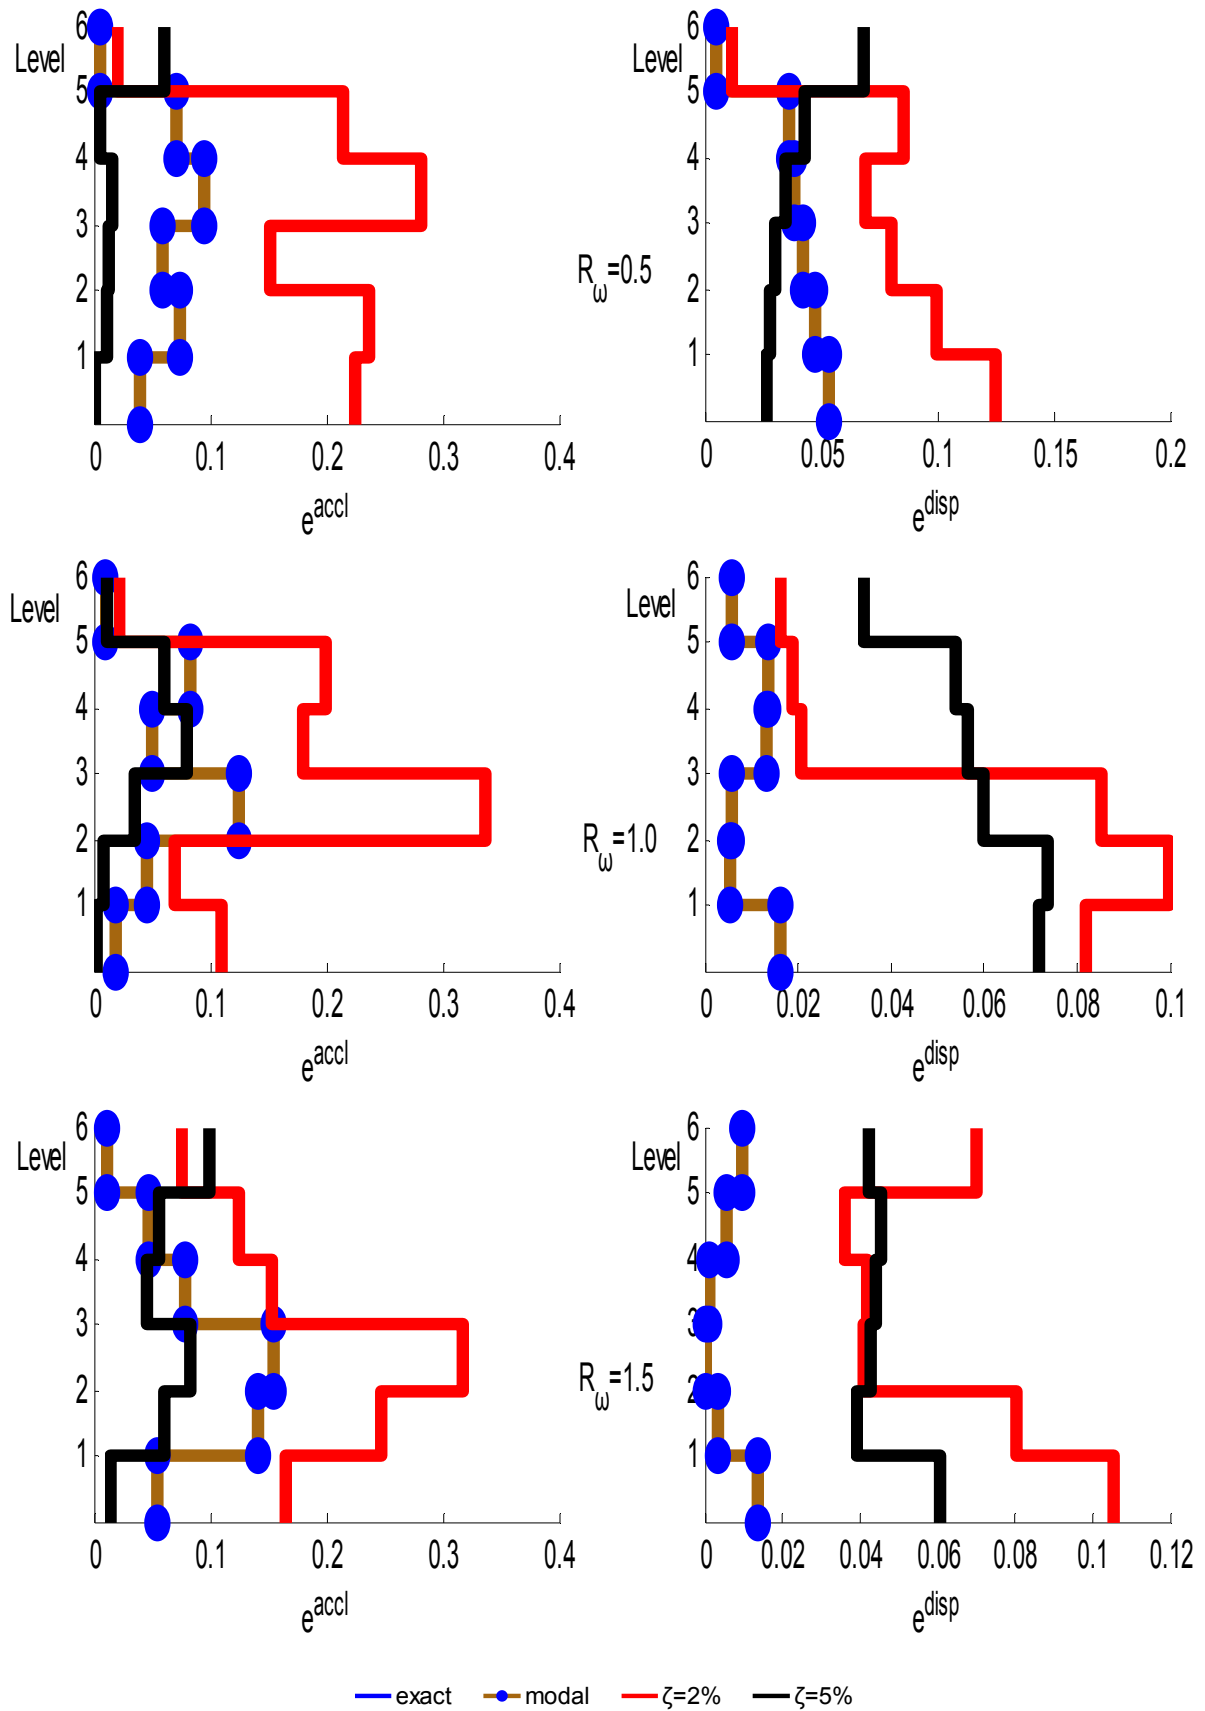 6
Level
5
4
3
2
1
0 0.1 0.2 0.3 0.4
e^accl
R_ω=0.5
6
Level
5
4
3
2
1
0 0.05 0.1 0.15 0.2
e^disp
6
Level
5
4
3
2
1
0 0.1 0.2 0.3 0.4
e^accl
R_ω=1.0
6
Level
5
4
3
2
1
0 0.02 0.04 0.06 0.08 0.1
e^disp
6
Level
5
4
3
2
1
0 0.1 0.2 0.3 0.4
e^accl
R_ω=1.5
6
Level
5
4
3
2
1
0 0.02 0.04 0.06 0.08 0.1 0.12
e^disp
exact modal ζ=2% ζ=5%